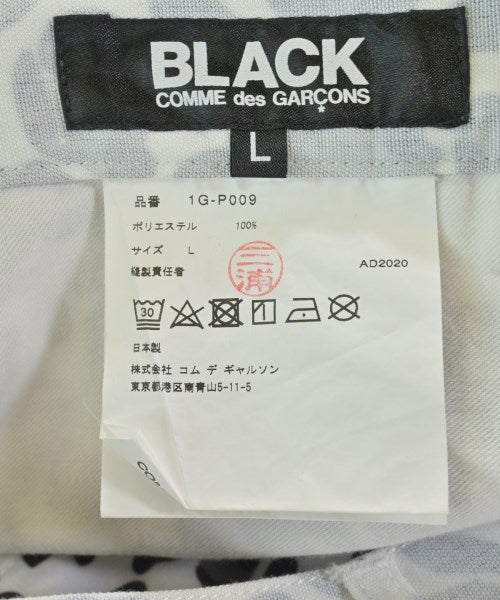 BLACK
COMME des GARÇONS
L
品番 1G-P009
ポリエステル 100%
サイズ L
縫製責任者 三浦 AD2020
30
日本製
株式会社 コム デ ギャルソン
東京都港区南青山5-11-5